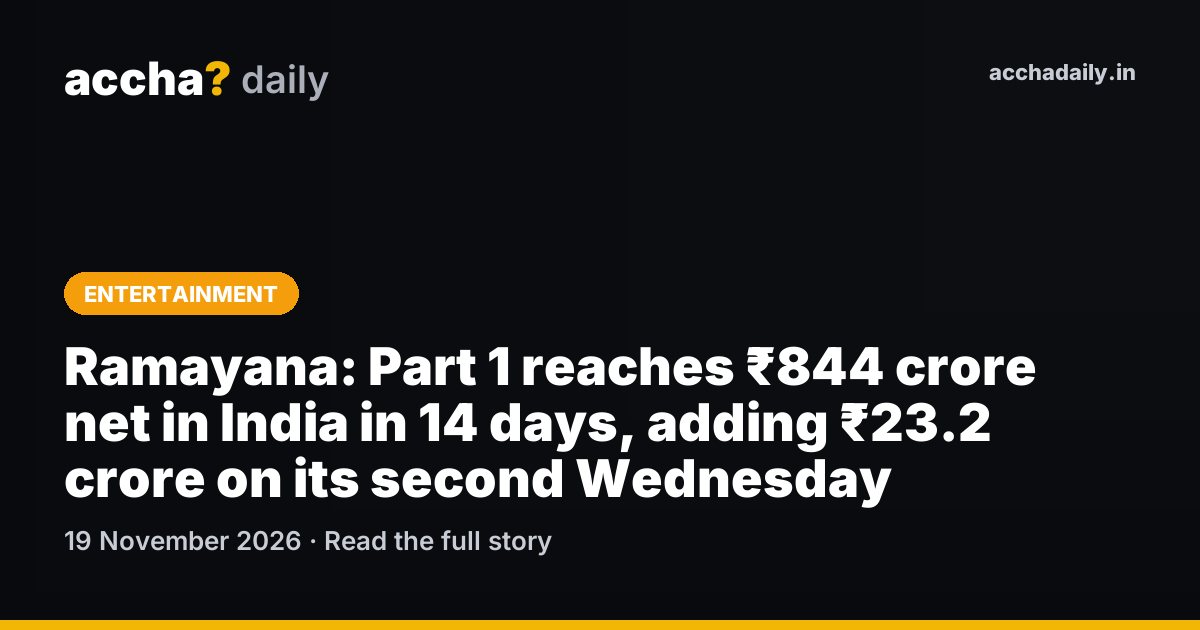 accha? daily
acchadaily.in
ENTERTAINMENT
Ramayana: Part 1 reaches ₹844 crore
net in India in 14 days, adding ₹23.2
crore on its second Wednesday
19 November 2026 · Read the full story